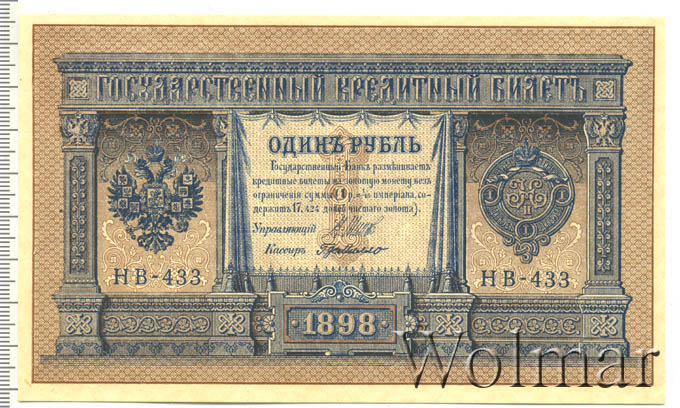 ГОСУДАРСТВЕННЫЙ КРЕДИТНЫЙ БИЛЕТЪ
ОДИНЪ РУБЛЬ
Государственный Банкъ размѣниваетъ
кредитные билеты на золотую монету безъ
ограниченія суммы (1 р. = 1/15 имперіала, со-
держитъ 17,424 долей чистаго золота).
Управляющій
Кассиръ
НВ-433
НВ-433
1898
Wolmar